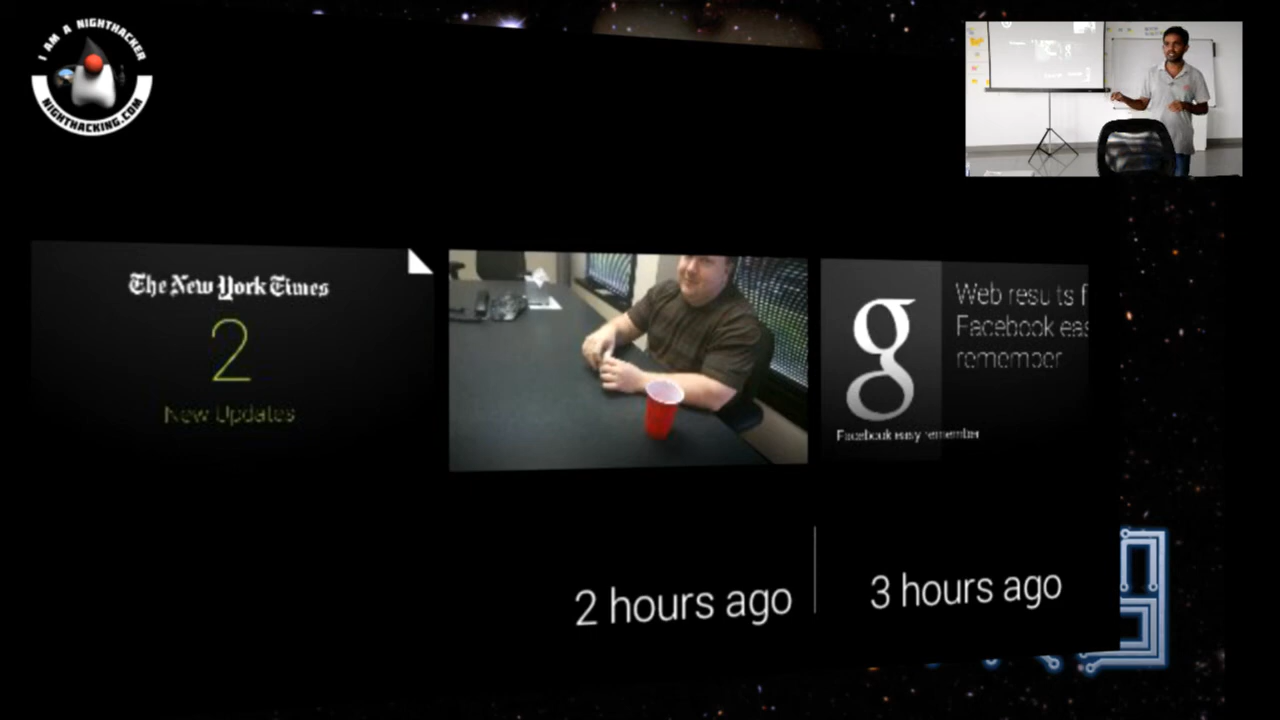 I AM A NIGHTHACKER
NIGHTHACKING.COM
The New York Times
2
New Updates
Web results f
Facebook eas
remember
g
Facebook easy remember
2 hours ago
3 hours ago
g